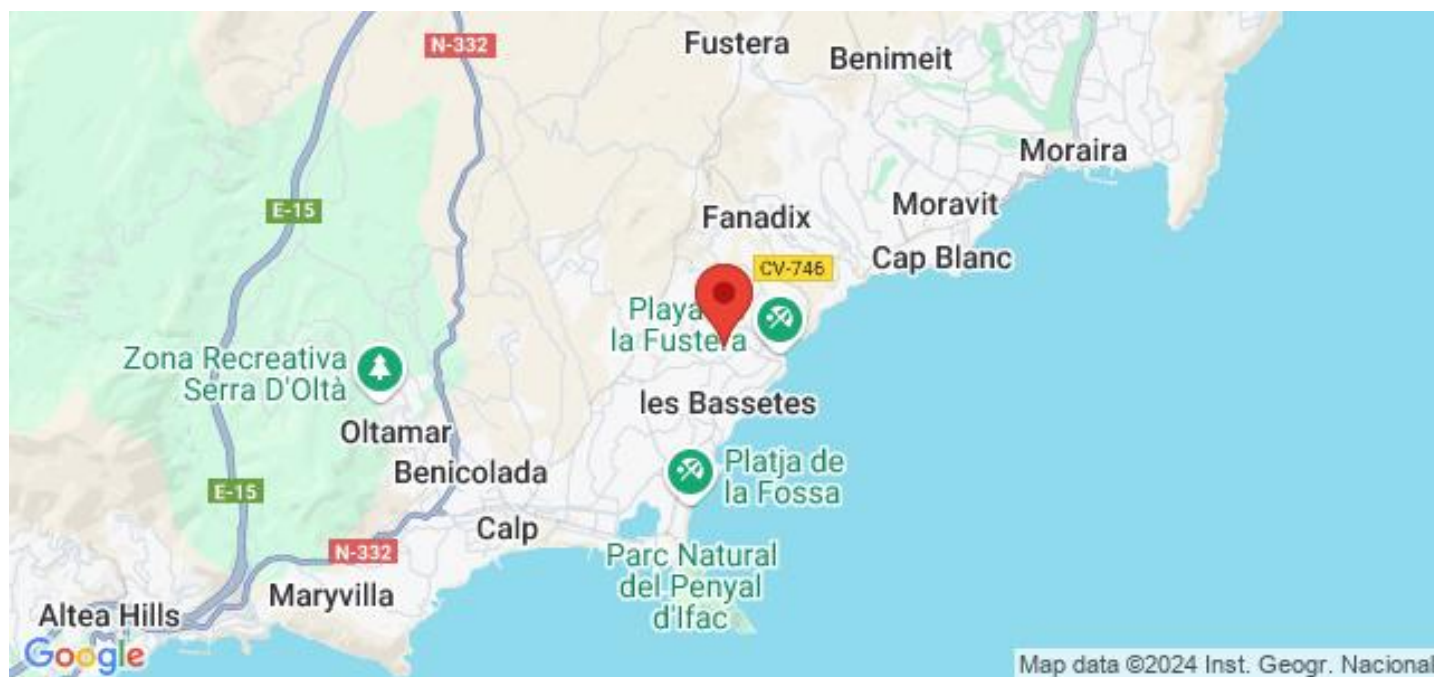 N-332
Fustera
Benimeit
Moraira
E-15
Moravit
Fanadix
Cap Blanc
CV-746
Playa
la Fustera
Zona Recreativa
Serra D'Oltà
les Bassetes
Oltamar
Benicolada
Platja de
la Fossa
E-15
Calp
N-332
Parc Natural
del Penyal
d'Ifac
Maryvilla
Altea Hills
Google
Map data ©2024 Inst. Geogr. Nacional